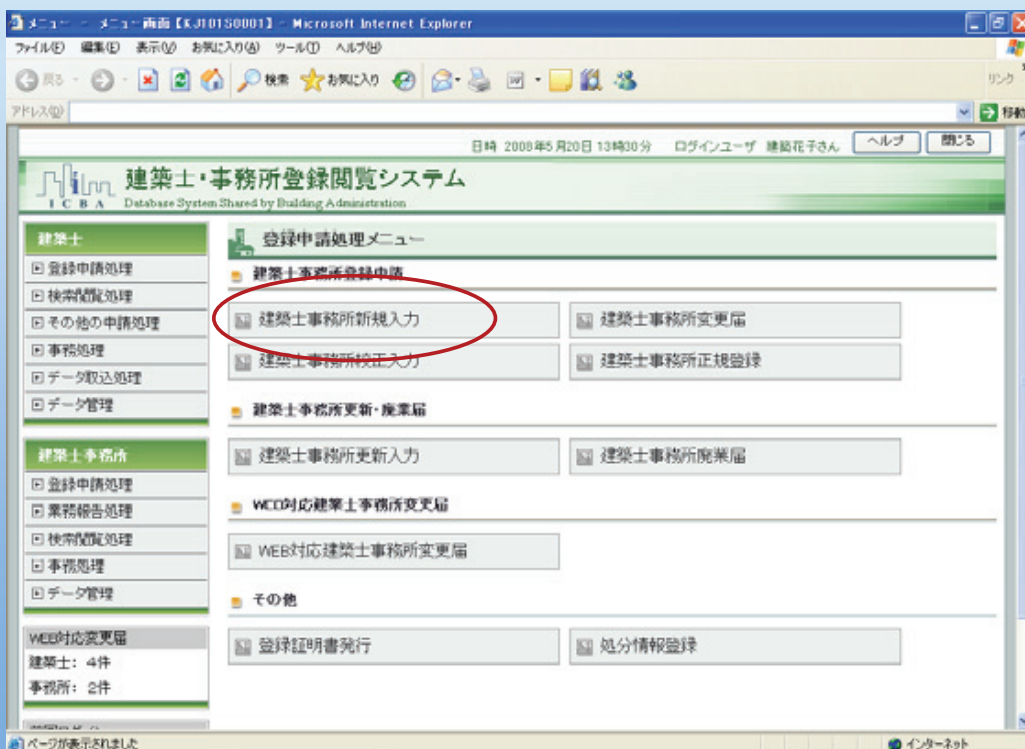 メニュー - メニュー画面【KJ101S0001】 - Microsoft Internet Explorer
ファイル(F) 編集(E) 表示(V) お気に入り(A) ツール(T) ヘルプ(H)
戻る 検索 お気に入り リンク
アドレス(D) 移動
日時 2008年5月20日 13時30分 ログインユーザ 建築花子さん ヘルプ 閉じる
建築士・事務所登録閲覧システム
ICBA Database System Shared by Building Administration
建築士
登録申請処理
検索閲覧処理
その他の申請処理
事務処理
データ取込処理
データ管理
建築士事務所
登録申請処理
業務報告処理
検索閲覧処理
事務処理
データ管理
WEB対応変更届
建築士: 4件
事務所: 2件
登録申請処理メニュー
建築士事務所登録申請
建築士事務所新規入力 建築士事務所変更届
建築士事務所校正入力 建築士事務所正規登録
建築士事務所更新・廃業届
建築士事務所更新入力 建築士事務所廃業届
WEB対応建築士事務所変更届
WEB対応建築士事務所変更届
その他
登録証明書発行 処分情報登録
ページが表示されました インターネット